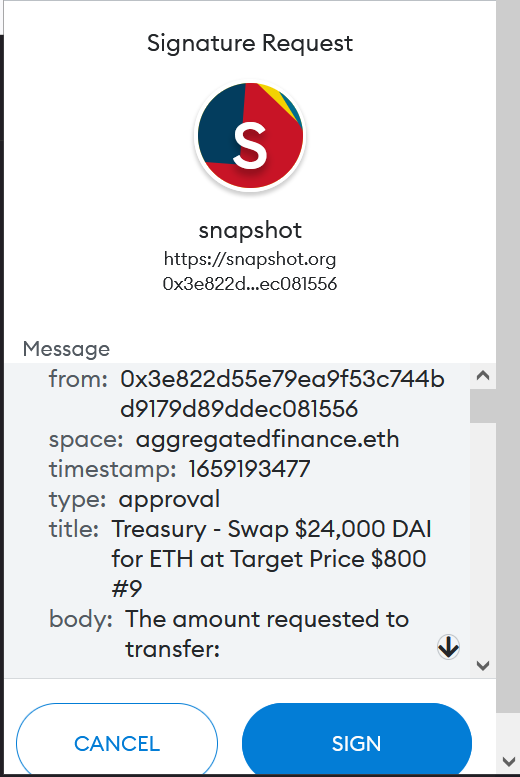 Signature Request
S
snapshot
https://snapshot.org
0x3e822d...ec081556
Message
from: 0x3e822d55e79ea9f53c744b
d9179d89ddec081556
space: aggregatedfinance.eth
timestamp: 1659193477
type: approval
title: Treasury - Swap $24,000 DAI
for ETH at Target Price $800
#9
body: The amount requested to
transfer:
CANCEL
SIGN